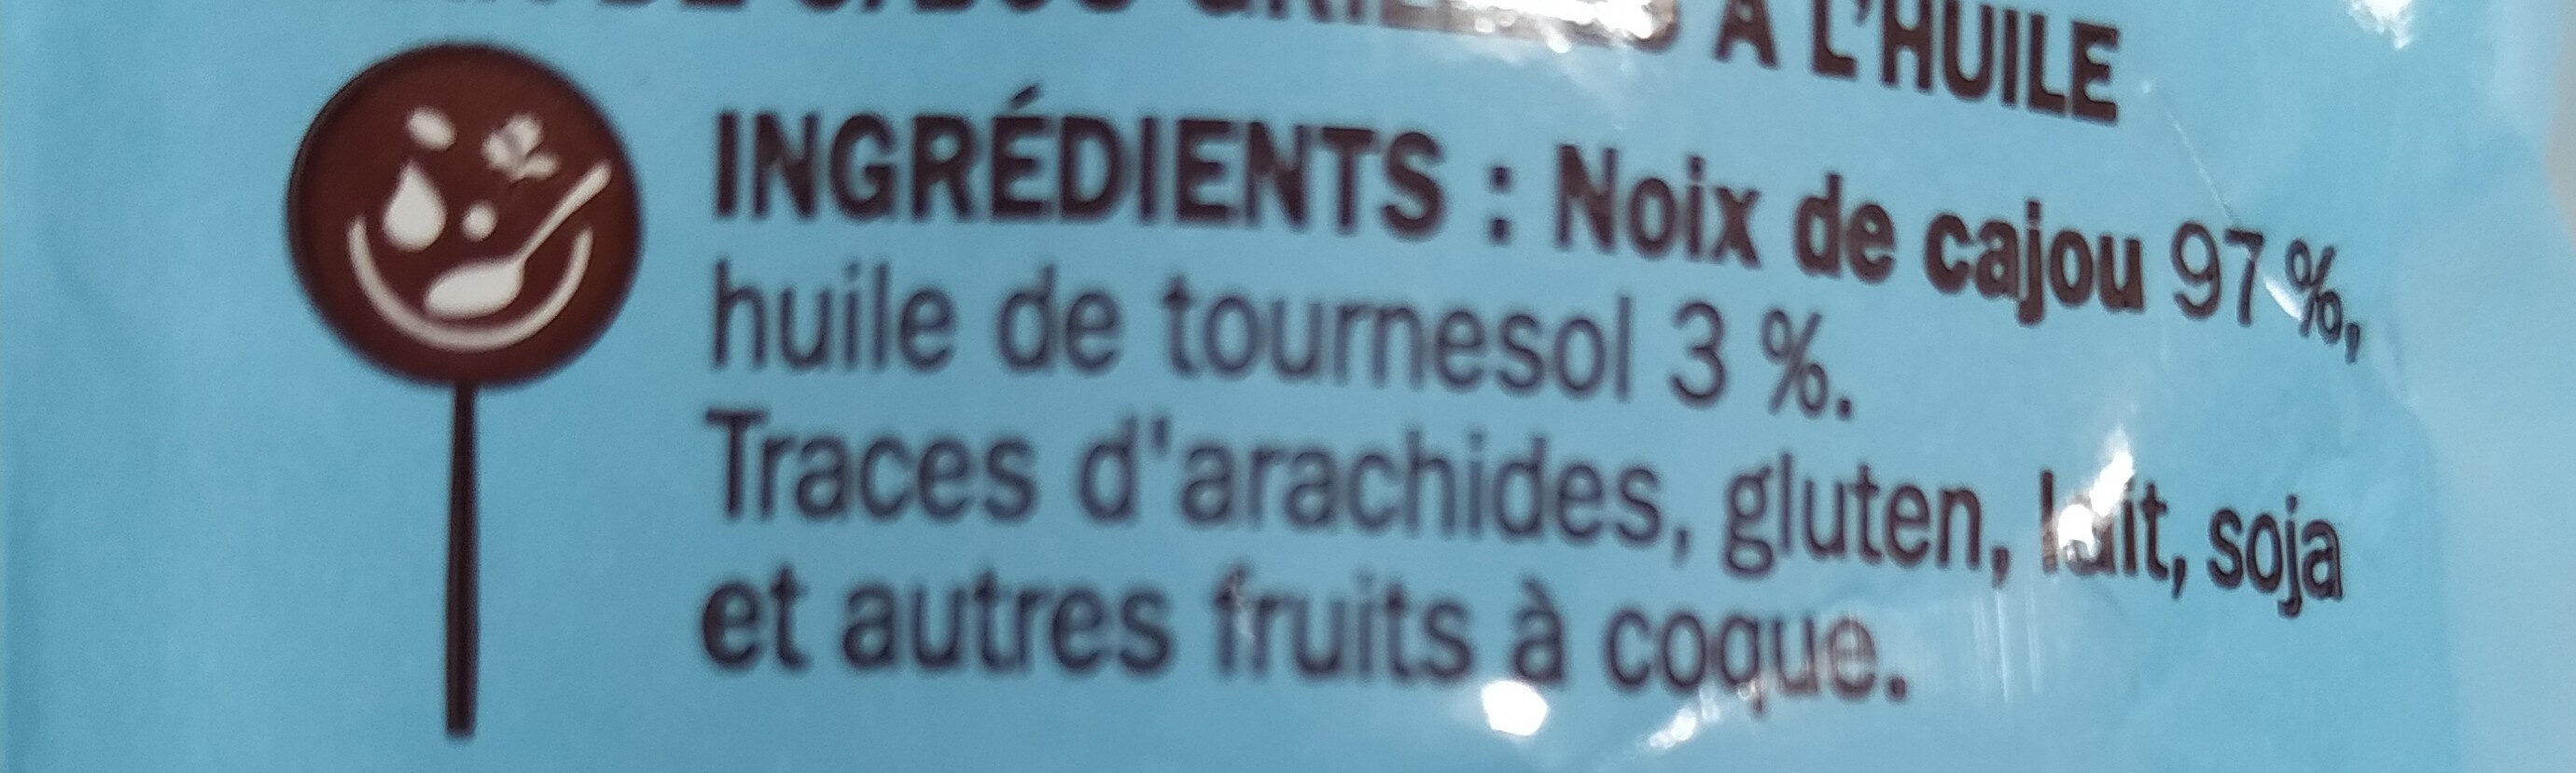 À L'HUILE
INGRÉDIENTS : Noix de cajou 97 %,
huile de tournesol 3 %.
Traces d'arachides, gluten, lait, soja
et autres fruits à coque.